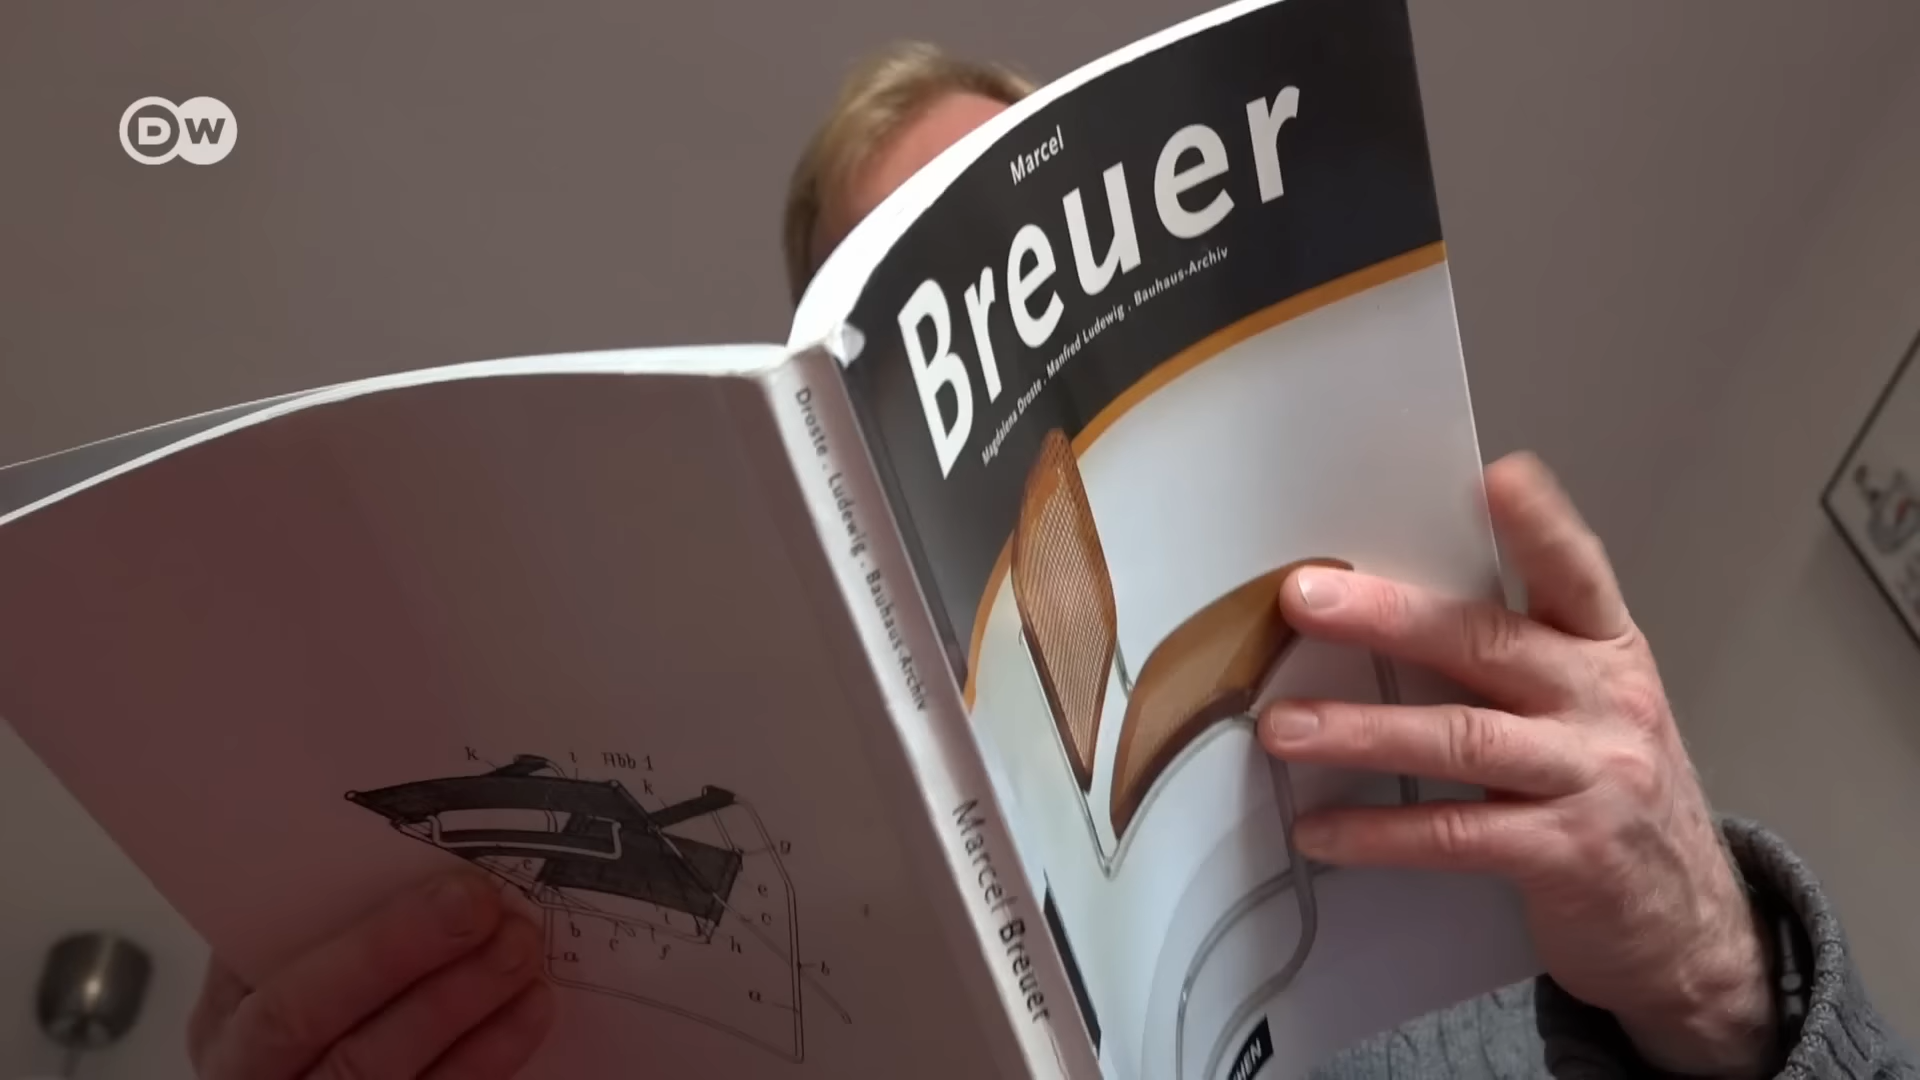 DW
Marcel
Breuer
Magdalena Droste . Manfred Ludewig . Bauhaus-Archiv
Droste . Ludewig . Bauhaus-Archiv
Marcel Breuer
k
i
Abb 1
k
g
e
c
e
i
b
c
f
h
a
b
a